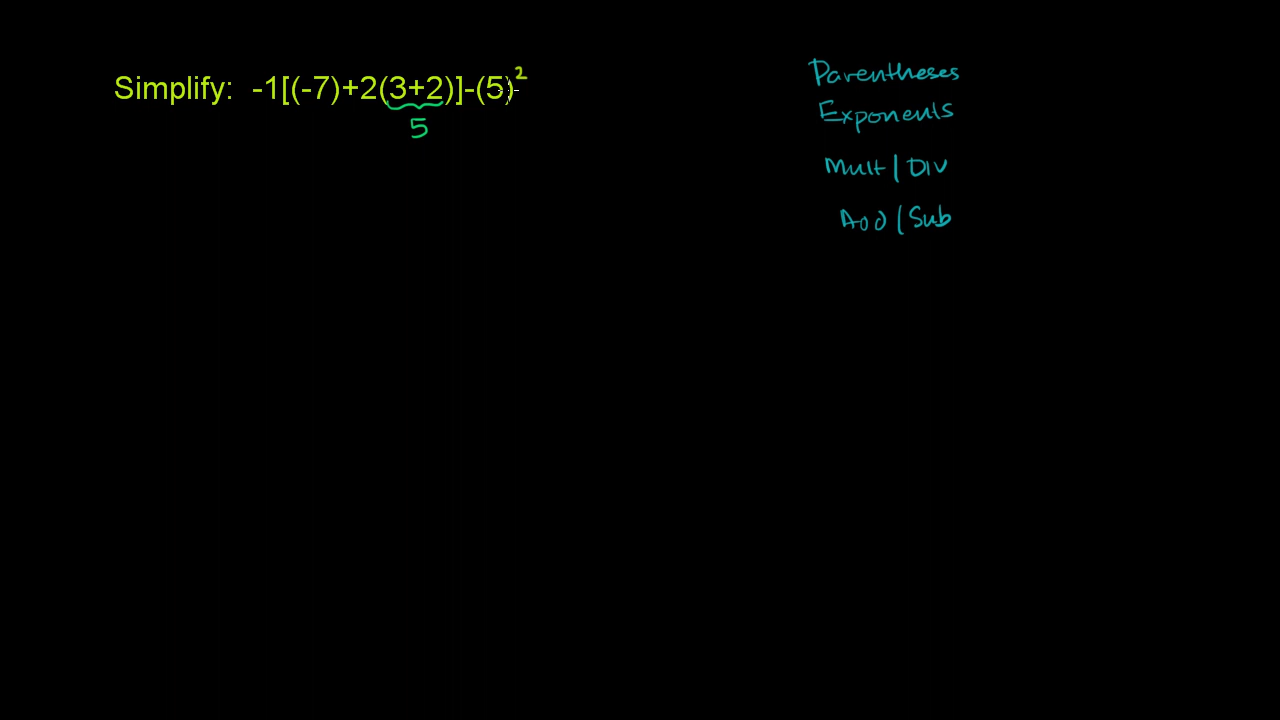 Simplify: -1[(-7)+2(3+2)]-(5)²
5
Parentheses
Exponents
Mult | Div
Add | Sub